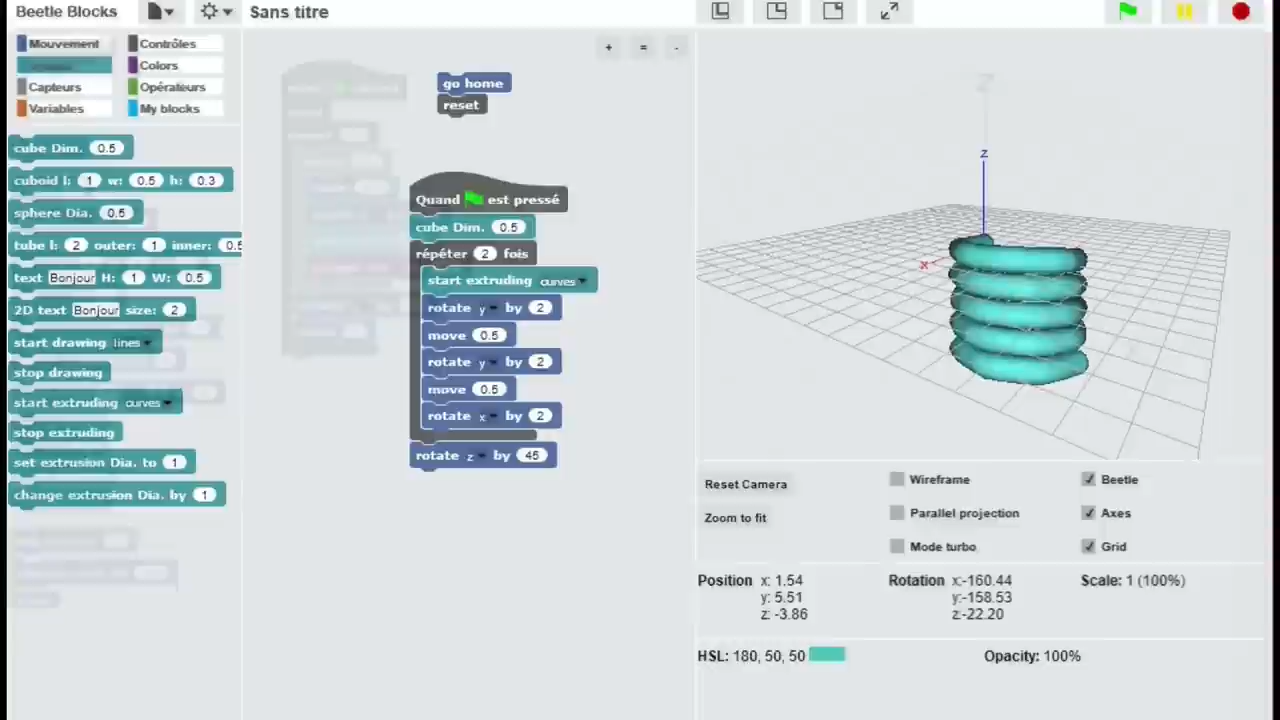 Beetle Blocks
Sans titre
Mouvement
Contrôles
Colors
Capteurs
Opérateurs
Variables
My blocks
cube Dim. 0.5
cuboid l: 1 w: 0.5 h: 0.3
sphere Dia. 0.5
tube l: 2 outer: 1 inner: 0.5
text Bonjour H: 1 W: 0.5
2D text Bonjour size: 2
start drawing lines
stop drawing
start extruding curves
stop extruding
set extrusion Dia. to 1
change extrusion Dia. by 1
+ = -
go home
reset
Quand est pressé
cube Dim. 0.5
répéter 2 fois
start extruding curves
rotate y by 2
move 0.5
rotate y by 2
move 0.5
rotate x by 2
rotate z by 45
Z
z
x
Reset Camera
Zoom to fit
Wireframe
Parallel projection
Mode turbo
Beetle
Axes
Grid
Position x: 1.54
y: 5.51
z: -3.86
Rotation x:-160.44
y:-158.53
z:-22.20
Scale: 1 (100%)
HSL: 180, 50, 50
Opacity: 100%